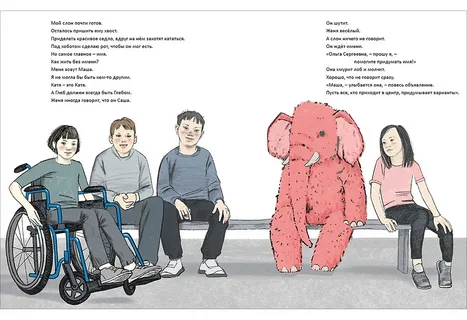 Мой слон почти готов.
Осталось пришить ему хвост.
Приделать красивое седло, вдруг на нём захотят кататься.
Под хоботом сделаю рот, чтобы он мог есть.
Но самое главное – имя.
Как жить без имени?
Меня зовут Маша.
Я не могла бы быть кем-то другим.
Катя – это Катя.
А Глеб должен всегда быть Глебом.
Женя иногда говорит, что он Саша.
Он шутит.
Женя весёлый.
А слон ничего не говорит.
Он ждёт имени.
«Ольга Сергеевна, – прошу я, –
помогите придумать имя!»
Она хмурит лоб и молчит.
Хорошо, что не говорит сразу.
«Маша, – улыбается она, – повесь объявление.
Пусть все, кто приходит в центр, придумывает варианты».